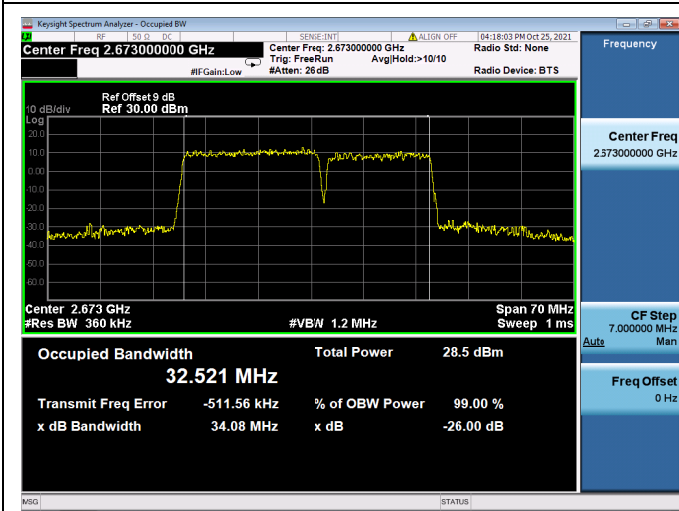 Keysight Spectrum Analyzer - Occupied BW
RF 50 Ω DC SENSE:INT ALIGN OFF 04:18:03 PM Oct 25, 2021
Center Freq 2.673000000 GHz Center Freq: 2.673000000 GHz Radio Std: None
Trig: FreeRun Avg|Hold:>10/10
#IFGain:Low #Atten: 26 dB Radio Device: BTS
Frequency
Ref Offset 9 dB
10 dB/div Ref 30.00 dBm
Log
20.0
10.0
0.00
-10.0
-20.0
-30.0
-40.0
-50.0
-60.0
Center Freq
2.673000000 GHz
Center 2.673 GHz Span 70 MHz
#Res BW 360 kHz #VBW 1.2 MHz Sweep 1 ms
CF Step
7.000000 MHz
Auto Man
Occupied Bandwidth Total Power 28.5 dBm
32.521 MHz
Transmit Freq Error -511.56 kHz % of OBW Power 99.00 %
x dB Bandwidth 34.08 MHz x dB -26.00 dB
Freq Offset
0 Hz
MSG STATUS